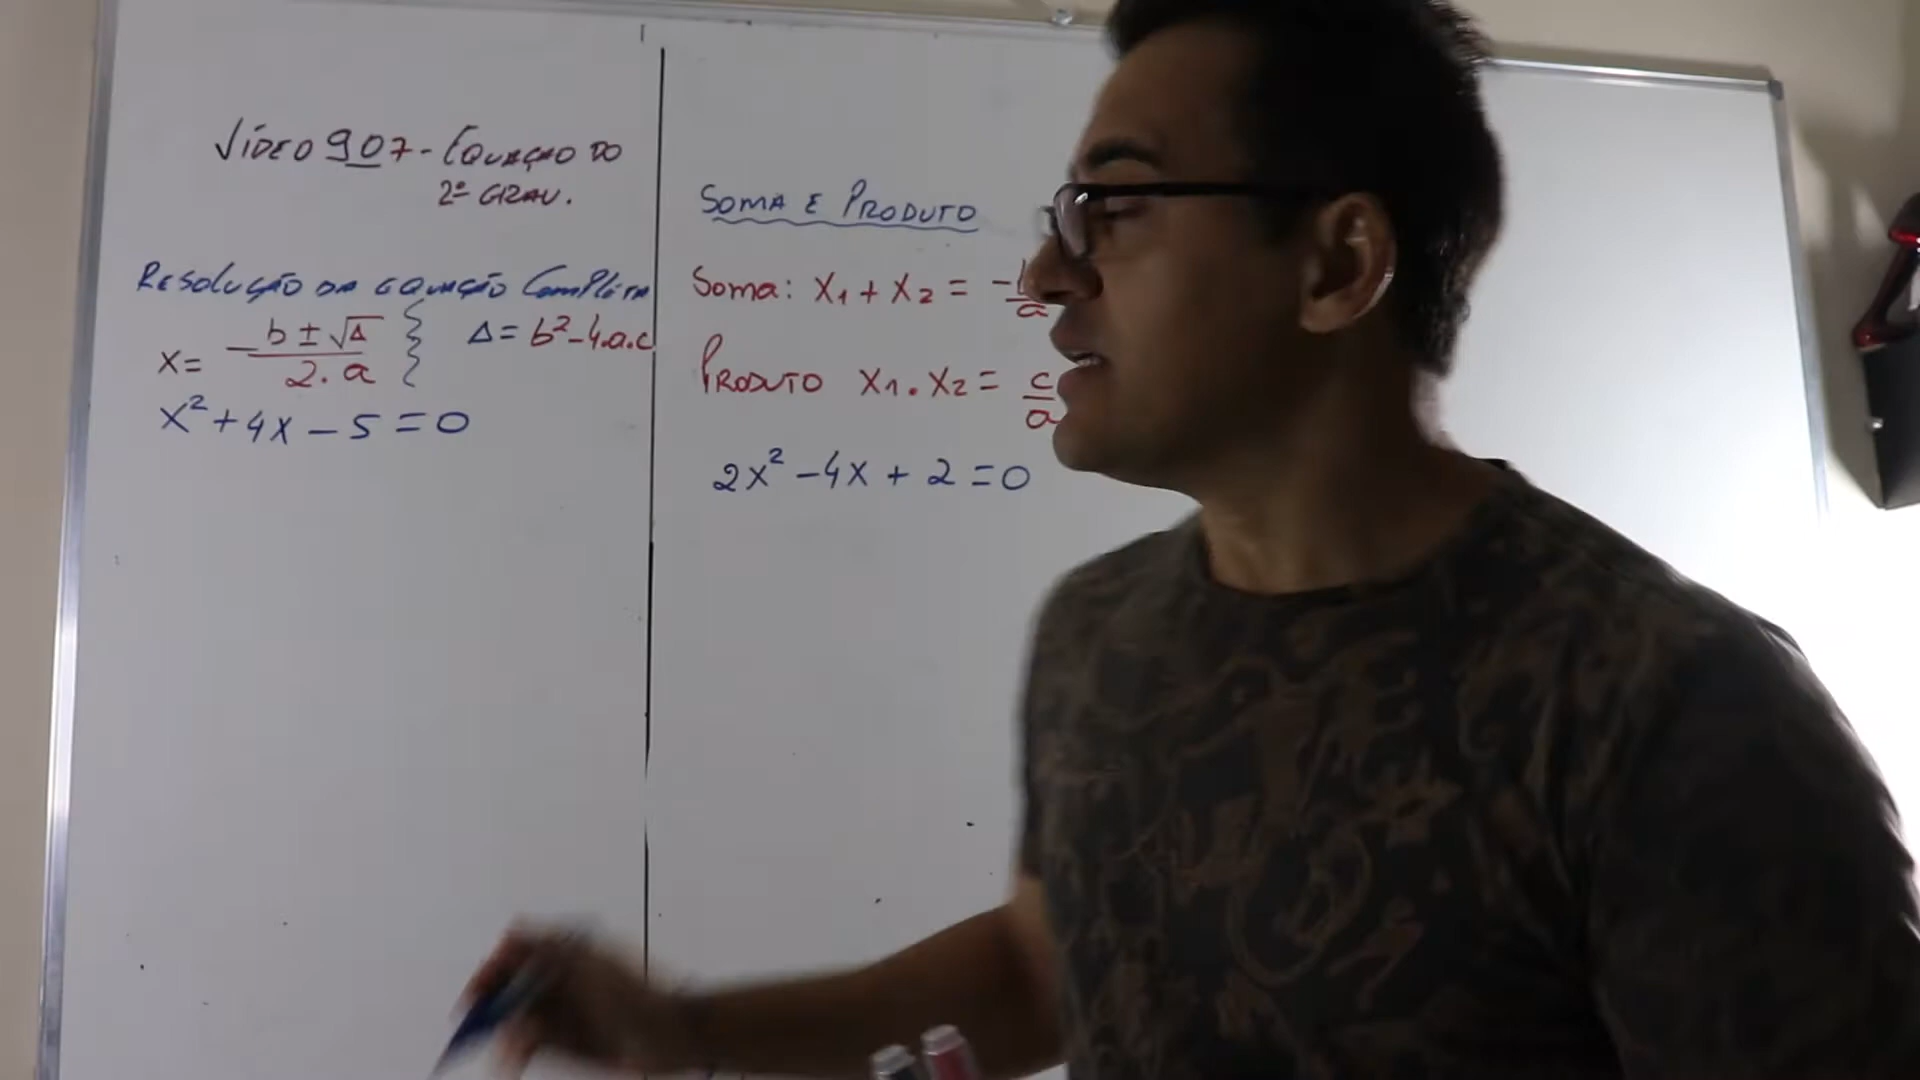 VÍDEO 907 - EQUAÇÃO DO
2º GRAU.
RESOLUÇÃO DA EQUAÇÃO COMPLETA
x = -b ± √Δ / 2.a } Δ = b² - 4.a.c
x² + 4x - 5 = 0
SOMA E PRODUTO
Soma: x₁ + x₂ = -b/a
PRODUTO x₁ . x₂ = c/a
2x² - 4x + 2 = 0